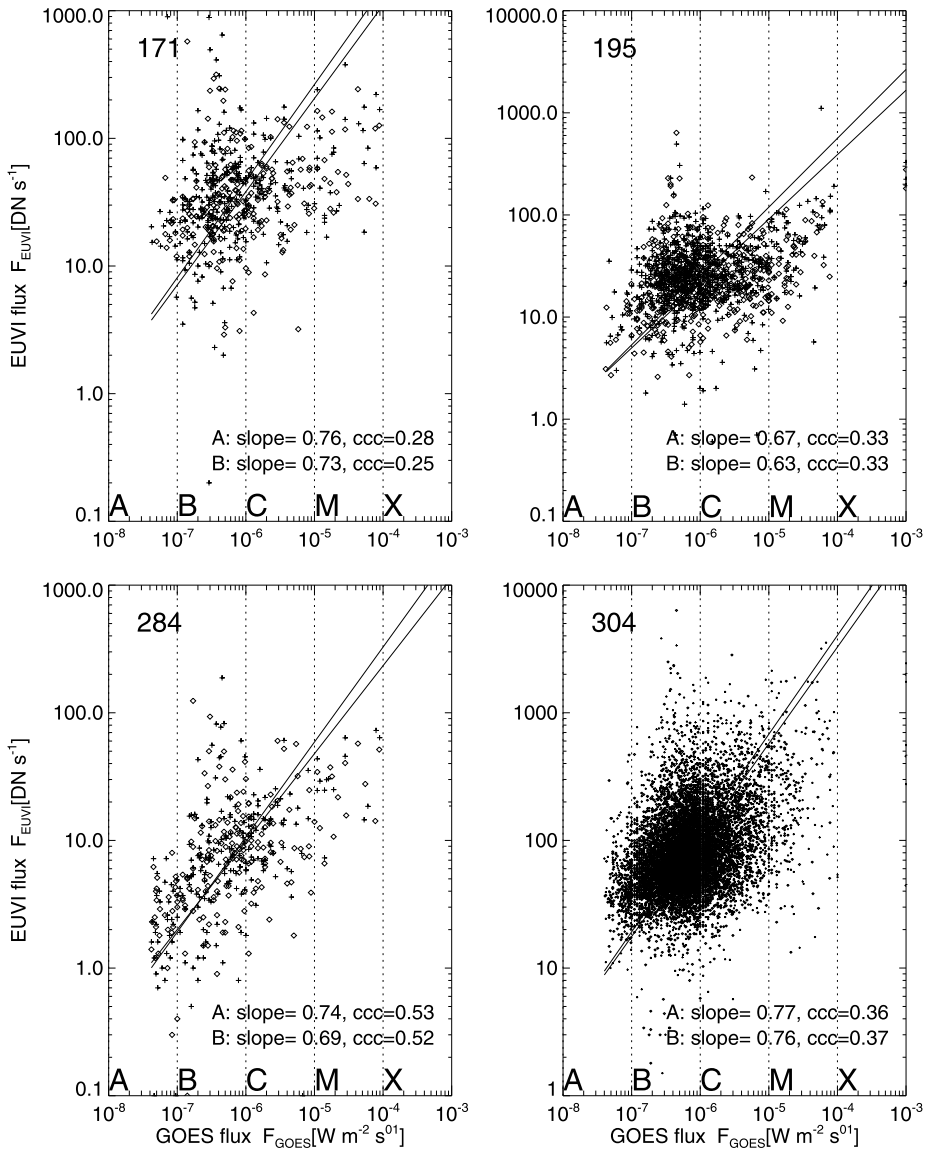 171
1000.0
100.0
10.0
1.0
0.1
EUVI flux F_EUVI[DN s⁻¹]
A: slope= 0.76, ccc=0.28
B: slope= 0.73, ccc=0.25
A B C M X
10⁻⁸ 10⁻⁷ 10⁻⁶ 10⁻⁵ 10⁻⁴ 10⁻³
195
10000.0
1000.0
100.0
10.0
1.0
0.1
A: slope= 0.67, ccc=0.33
B: slope= 0.63, ccc=0.33
A B C M X
10⁻⁸ 10⁻⁷ 10⁻⁶ 10⁻⁵ 10⁻⁴ 10⁻³
284
1000.0
100.0
10.0
1.0
0.1
EUVI flux F_EUVI[DN s⁻¹]
A: slope= 0.74, ccc=0.53
B: slope= 0.69, ccc=0.52
A B C M X
10⁻⁸ 10⁻⁷ 10⁻⁶ 10⁻⁵ 10⁻⁴ 10⁻³
GOES flux F_GOES[W m⁻² s⁰¹]
304
10000
1000
100
10
1
A: slope= 0.77, ccc=0.36
B: slope= 0.76, ccc=0.37
A B C M X
10⁻⁸ 10⁻⁷ 10⁻⁶ 10⁻⁵ 10⁻⁴ 10⁻³
GOES flux F_GOES[W m⁻² s⁰¹]